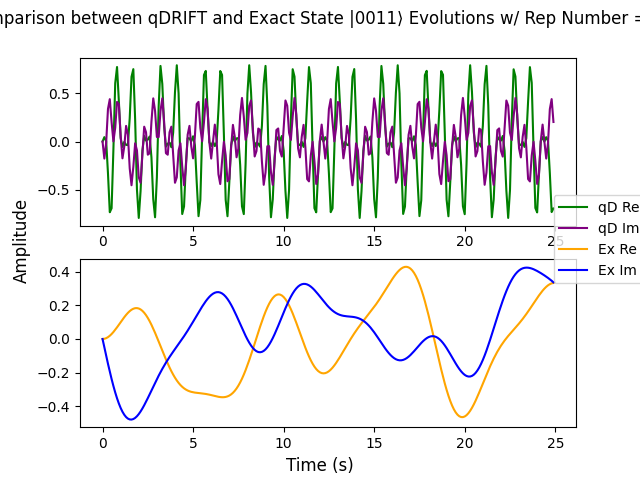 parison between qDRIFT and Exact State |0011⟩ Evolutions w/ Rep Number =
0.5
0.0
−0.5
0 5 10 15 20 25
qD Re
qD Im
Ex Re
Ex Im
Amplitude
0.4
0.2
0.0
−0.2
−0.4
0 5 10 15 20 25
Time (s)